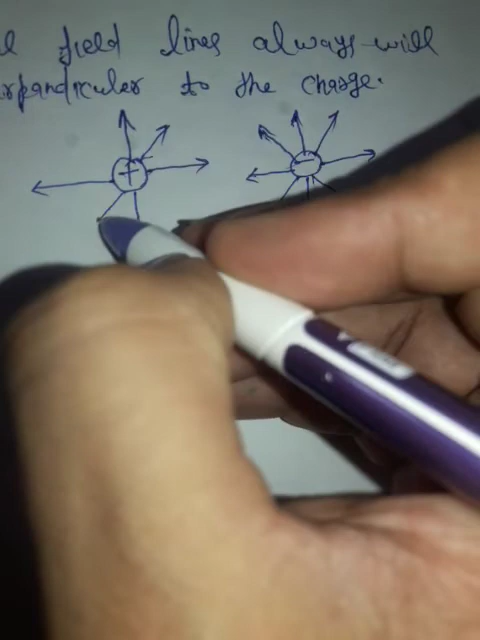 field lines always will
to the charge.
+
−